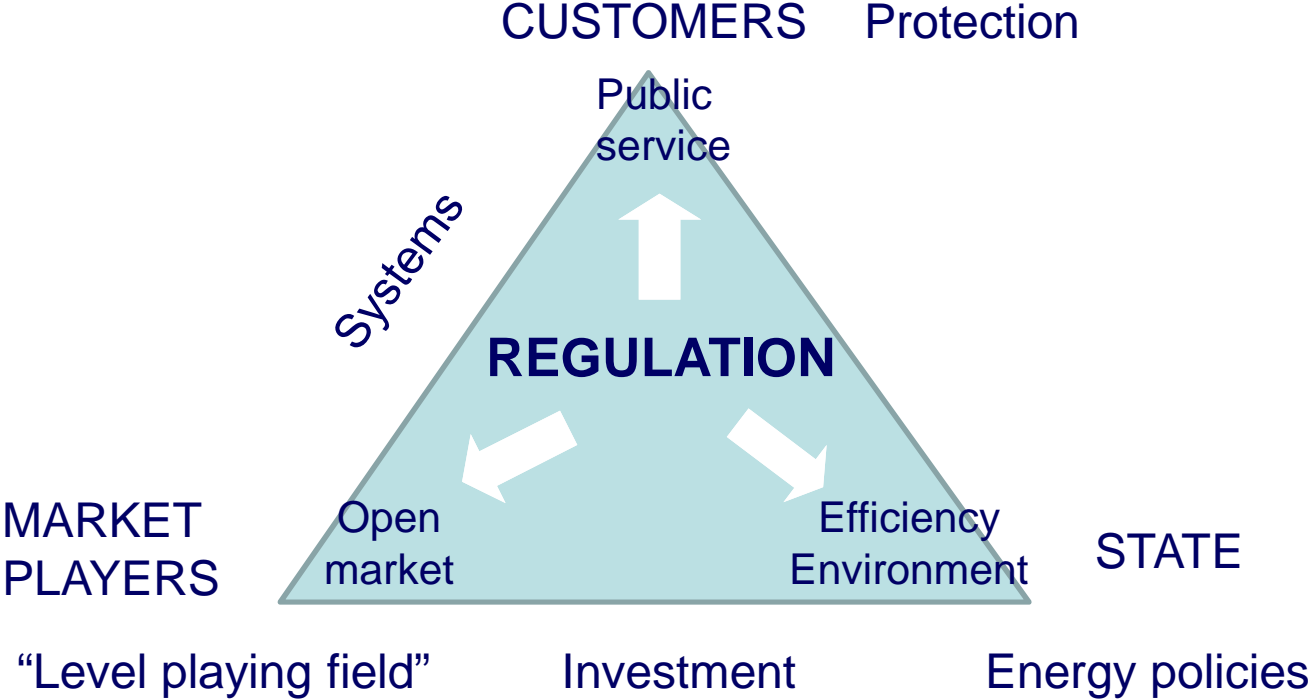 CUSTOMERS Protection
Public
service
Systems
REGULATION
MARKET
PLAYERS
Open
market
Efficiency
Environment
STATE
“Level playing field”
Investment
Energy policies